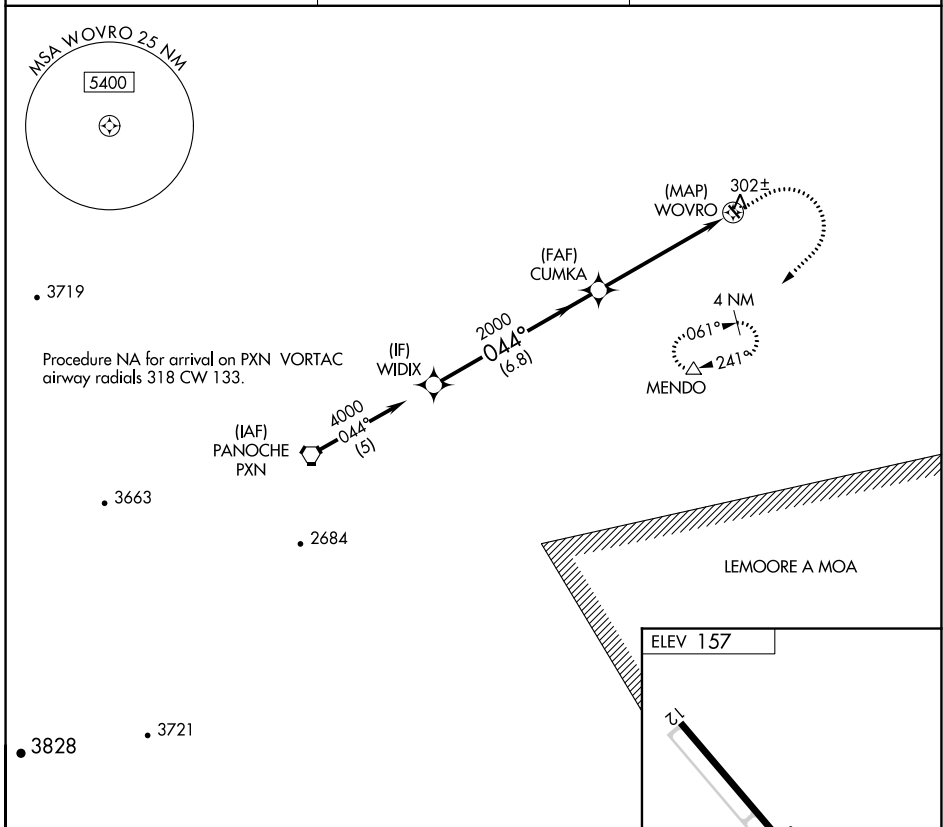 MSA WOVRO 25 NM
5400
(MAP)
WOVRO
302±
(FAF)
CUMKA
3719
4 NM
061°
241°
MENDO
2000
044°
(6.8)
Procedure NA for arrival on PXN VORTAC
airway radials 318 CW 133.
(IF)
WIDIX
4000
044°
(5)
(IAF)
PANOCHE
PXN
3663
2684
LEMOORE A MOA
ELEV 157
12
3721
3828